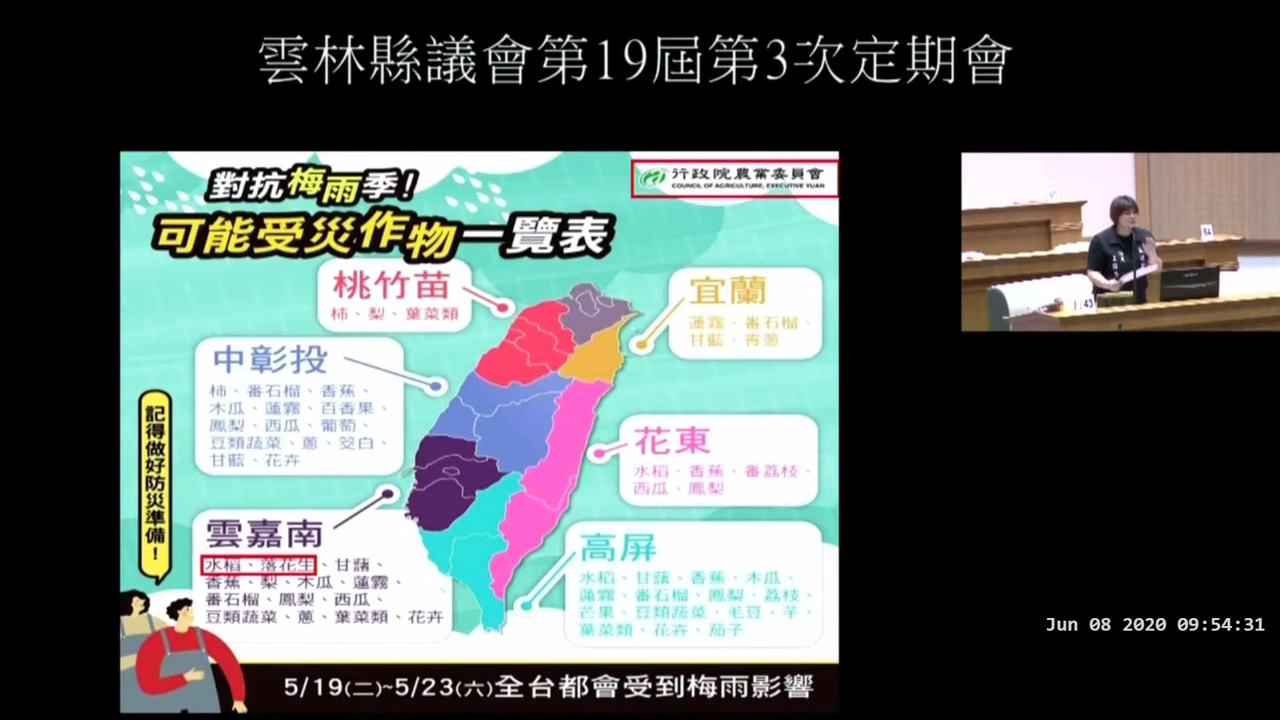 雲林縣議會第19屆第3次定期會
對抗梅雨季!
可能受災作物一覽表
行政院農業委員會
COUNCIL OF AGRICULTURE, EXECUTIVE YUAN
桃竹苗
柿、梨、葉菜類
宜蘭
蓮霧、番石榴、
甘藍、青蔥
中彰投
柿、番石榴、香蕉、
木瓜、蓮霧、百香果、
鳳梨、西瓜、葡萄、
豆類蔬菜、蔥、筊白、
甘藍、花卉
花東
水稻、香蕉、番荔枝、
西瓜、鳳梨
雲嘉南
水稻、落花生、甘藷、
香蕉、梨、木瓜、蓮霧、
番石榴、鳳梨、西瓜、
豆類蔬菜、蔥、葉菜類、花卉
高屏
水稻、甘藷、香蕉、木瓜、
蓮霧、番石榴、鳳梨、荔枝、
芒果、豆類蔬菜、毛豆、芋、
葉菜類、花卉、茄子
記得做好防災準備!
5/19(二)~5/23(六)全台都會受到梅雨影響
54
43
Jun 08 2020 09:54:31